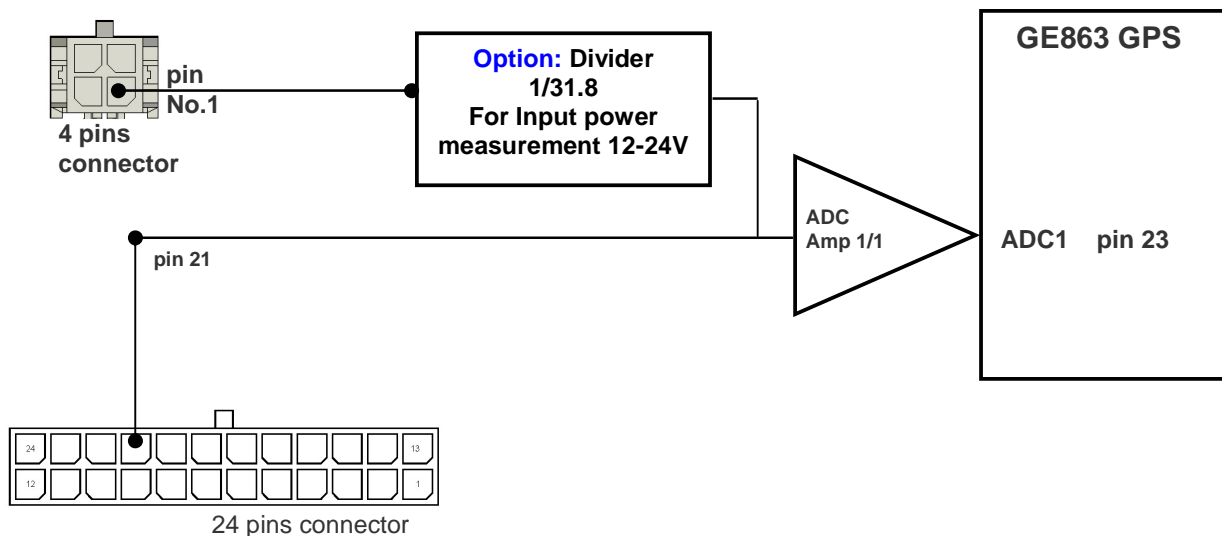 GE863 GPS
Option: Divider
1/31.8
For Input power
measurement 12-24V
pin
No.1
4 pins
connector
ADC
Amp 1/1
ADC1 pin 23
pin 21
24
13
12
1
24 pins connector